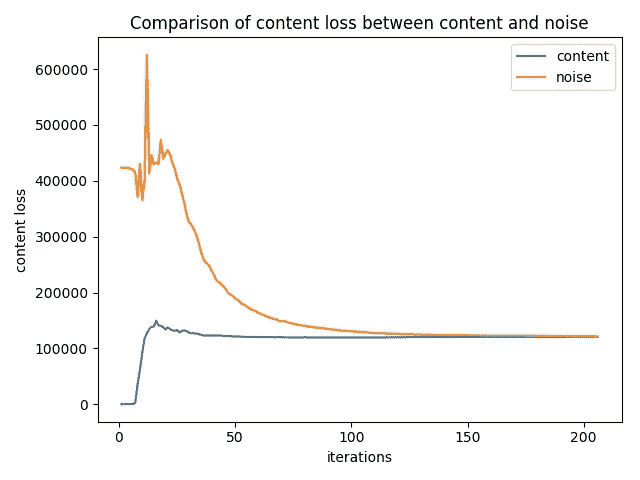 Comparison of content loss between content and noise
content
noise
600000
500000
400000
300000
200000
100000
0
content loss
0 50 100 150 200
iterations